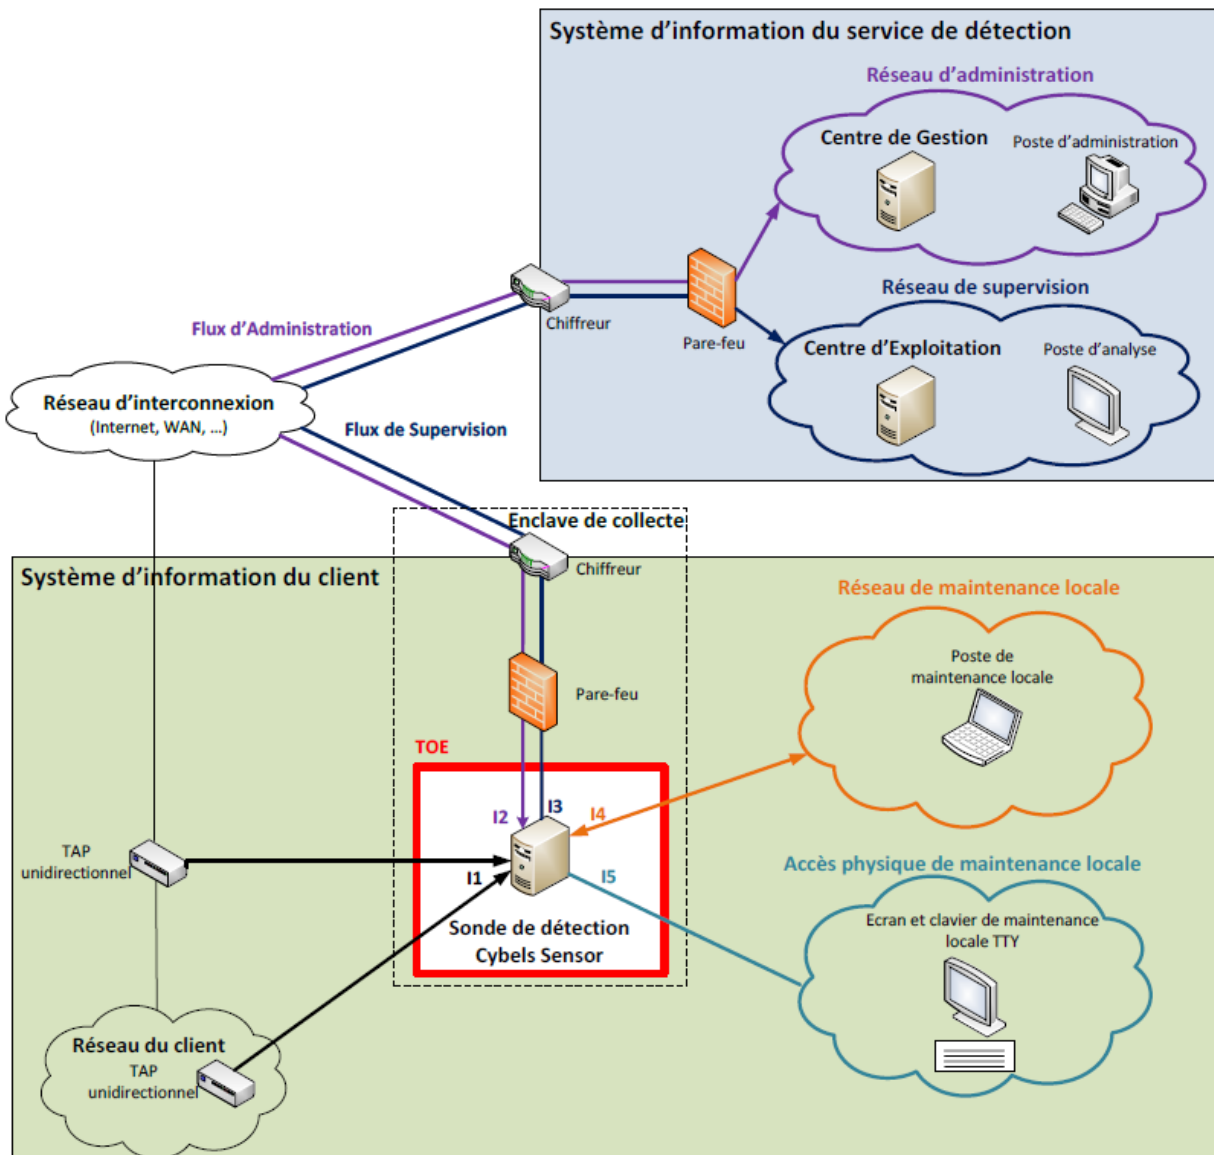 Système d’information du service de détection
Réseau d’administration
Centre de Gestion
Poste d’administration
Réseau de supervision
Chiffreur
Pare-feu
Centre d’Exploitation
Poste d’analyse
Flux d’Administration
Réseau d’interconnexion
(Internet, WAN, …)
Flux de Supervision
Enclave de collecte
Chiffreur
Système d’information du client
Réseau de maintenance locale
Poste de
maintenance locale
Pare-feu
TOE
I2
I3
I4
TAP
unidirectionnel
I1
I5
Accès physique de maintenance locale
Sonde de détection
Cybels Sensor
Ecran et clavier de maintenance
locale TTY
Réseau du client
TAP
unidirectionnel